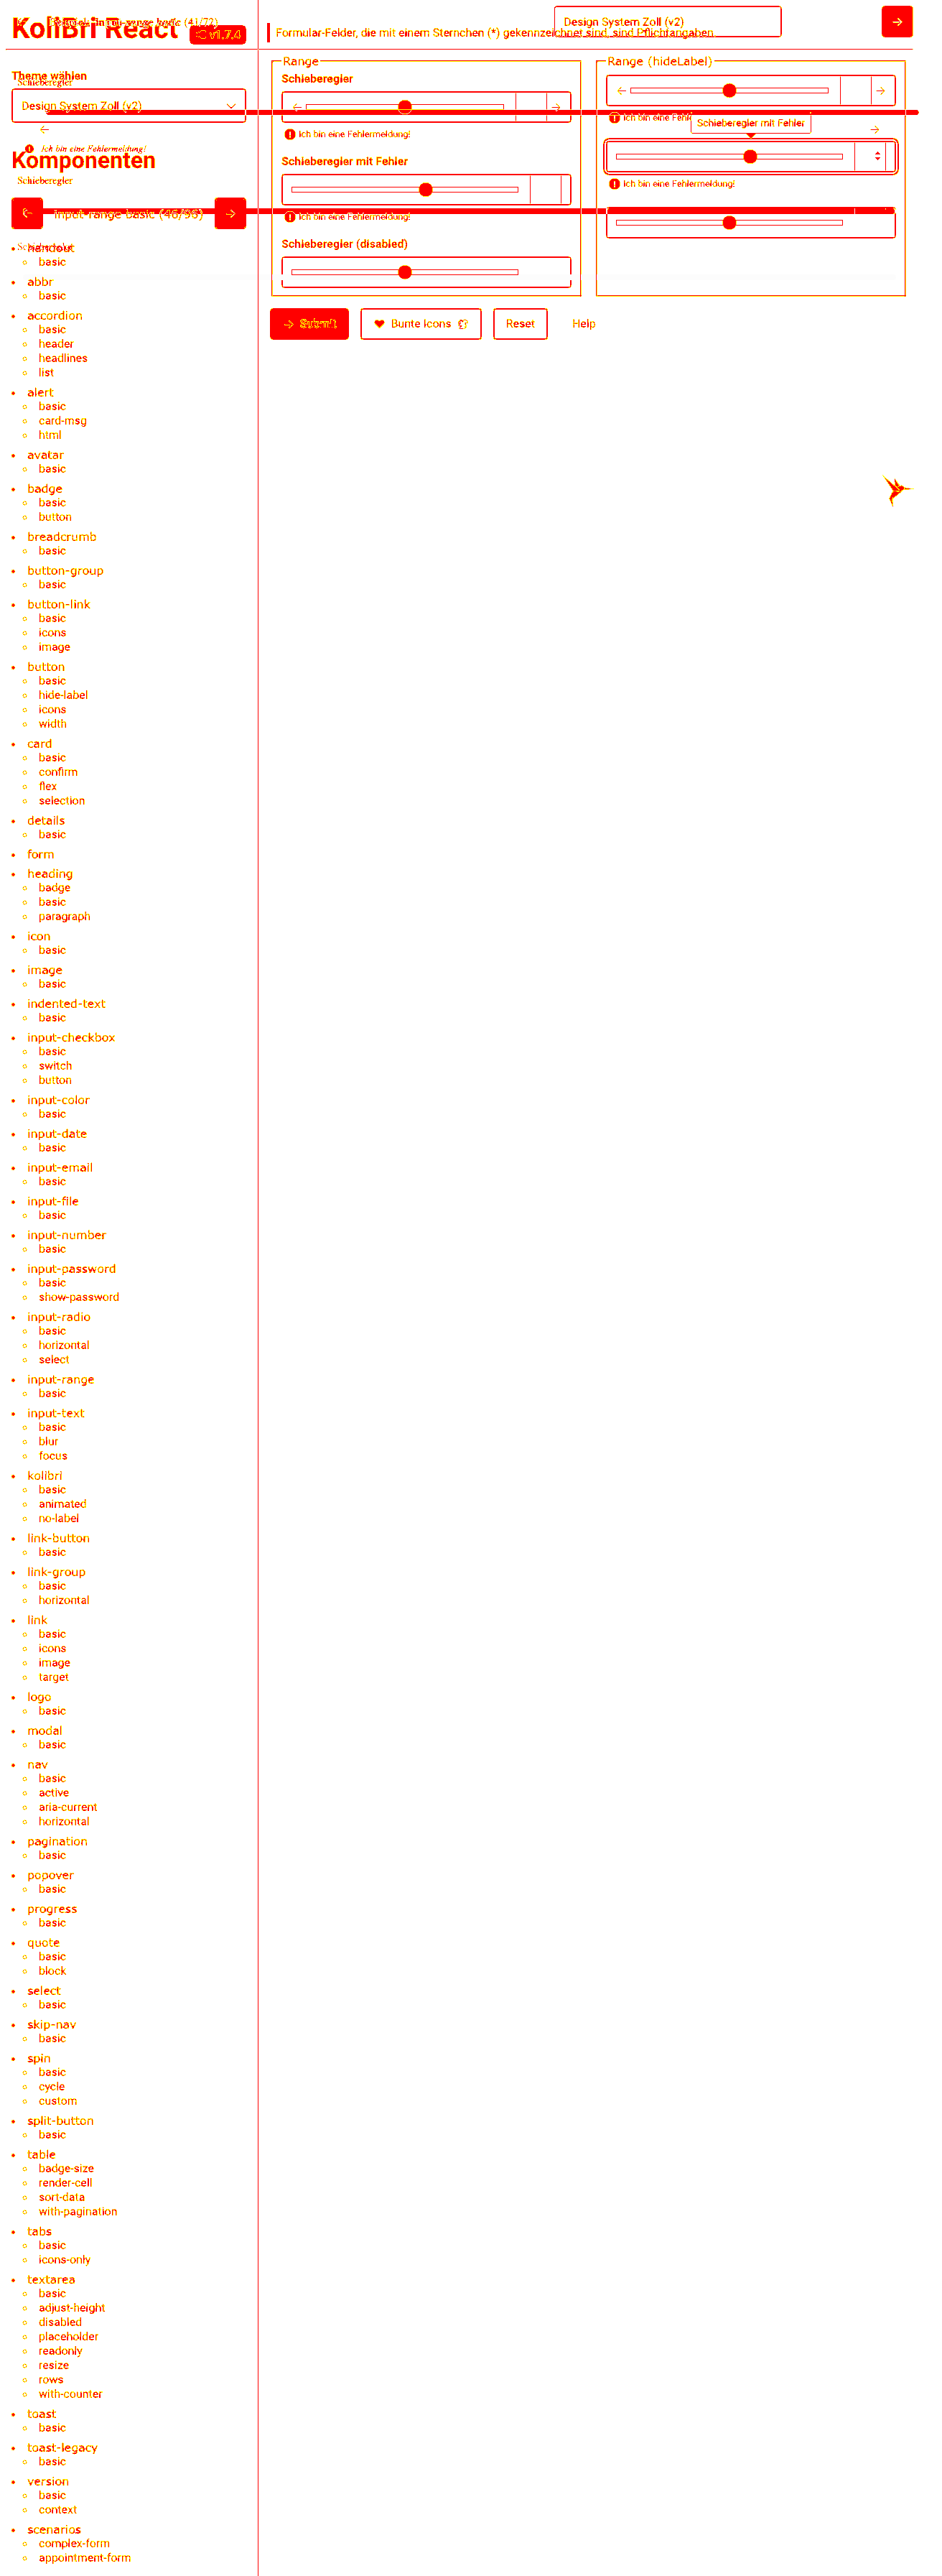 KoliBri React
v1.7.4
Design System Zoll (v2)
Formular-Felder, die mit einem Sternchen (*) gekennzeichnet sind, sind Pflichtangaben
Theme wählen
Schieberegler
Design System Zoll (v2)
Ich bin eine Fehlermeldung!
Komponenten
Schieberegler
input-range basic (46/96)
Range
Schieberegler
Ich bin eine Fehlermeldung!
Schieberegler mit Fehler
Ich bin eine Fehlermeldung!
Schieberegler (disabled)
Range (hideLabel)
Schieberegler mit Fehler
Ich bin eine Fehlermeldung!
Bunte Icons
Reset
Help
handout
basic
abbr
basic
accordion
basic
header
headlines
list
alert
basic
card-msg
html
avatar
basic
badge
basic
button
breadcrumb
basic
button-group
basic
button-link
basic
icons
image
button
basic
hide-label
icons
width
card
basic
confirm
flex
selection
details
basic
form
heading
badge
basic
paragraph
icon
basic
image
basic
indented-text
basic
input-checkbox
basic
switch
button
input-color
basic
input-date
basic
input-email
basic
input-file
basic
input-number
basic
input-password
basic
show-password
input-radio
basic
horizontal
select
input-range
basic
input-text
basic
blur
focus
kolibri
basic
animated
no-label
link-button
basic
link-group
basic
horizontal
link
basic
icons
image
target
logo
basic
modal
basic
nav
basic
active
aria-current
horizontal
pagination
basic
popover
basic
progress
basic
quote
basic
block
select
basic
skip-nav
basic
spin
basic
cycle
custom
split-button
basic
table
badge-size
render-cell
sort-data
with-pagination
tabs
basic
icons-only
textarea
basic
adjust-height
disabled
placeholder
readonly
resize
rows
with-counter
toast
basic
toast-legacy
basic
version
basic
context
scenarios
complex-form
appointment-form